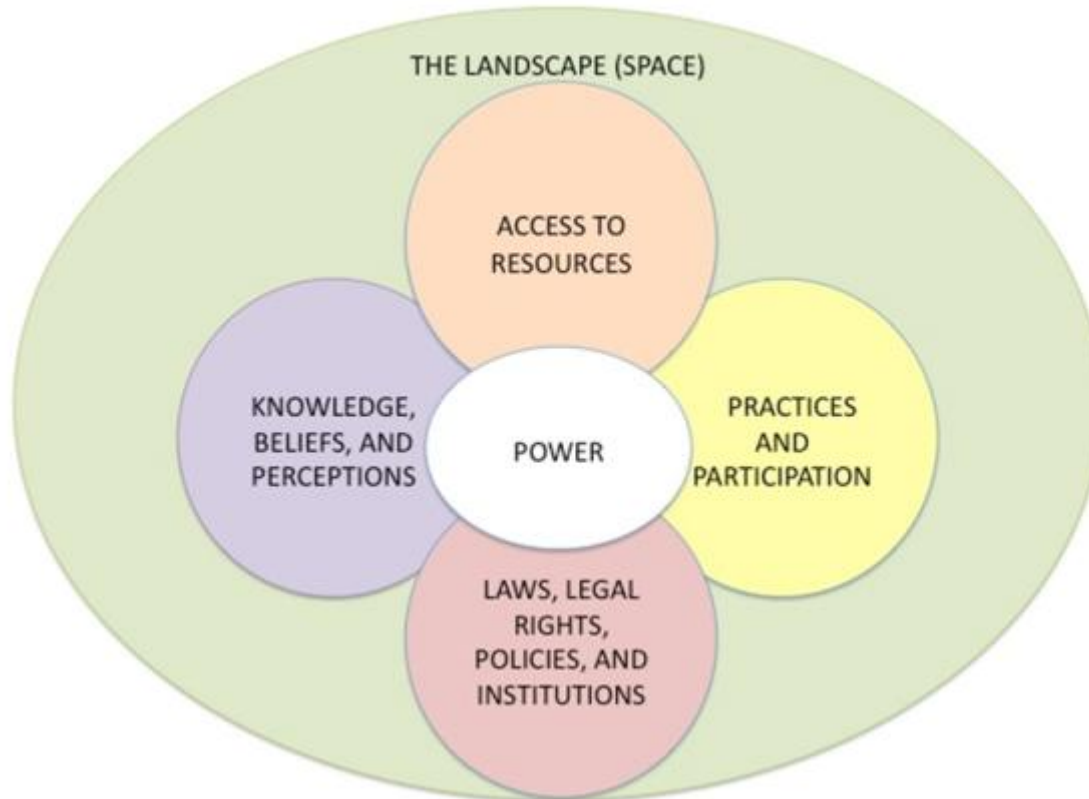 THE LANDSCAPE (SPACE)
ACCESS TO
RESOURCES
KNOWLEDGE,
BELIEFS, AND
PERCEPTIONS
POWER
PRACTICES
AND
PARTICIPATION
LAWS, LEGAL
RIGHTS,
POLICIES, AND
INSTITUTIONS